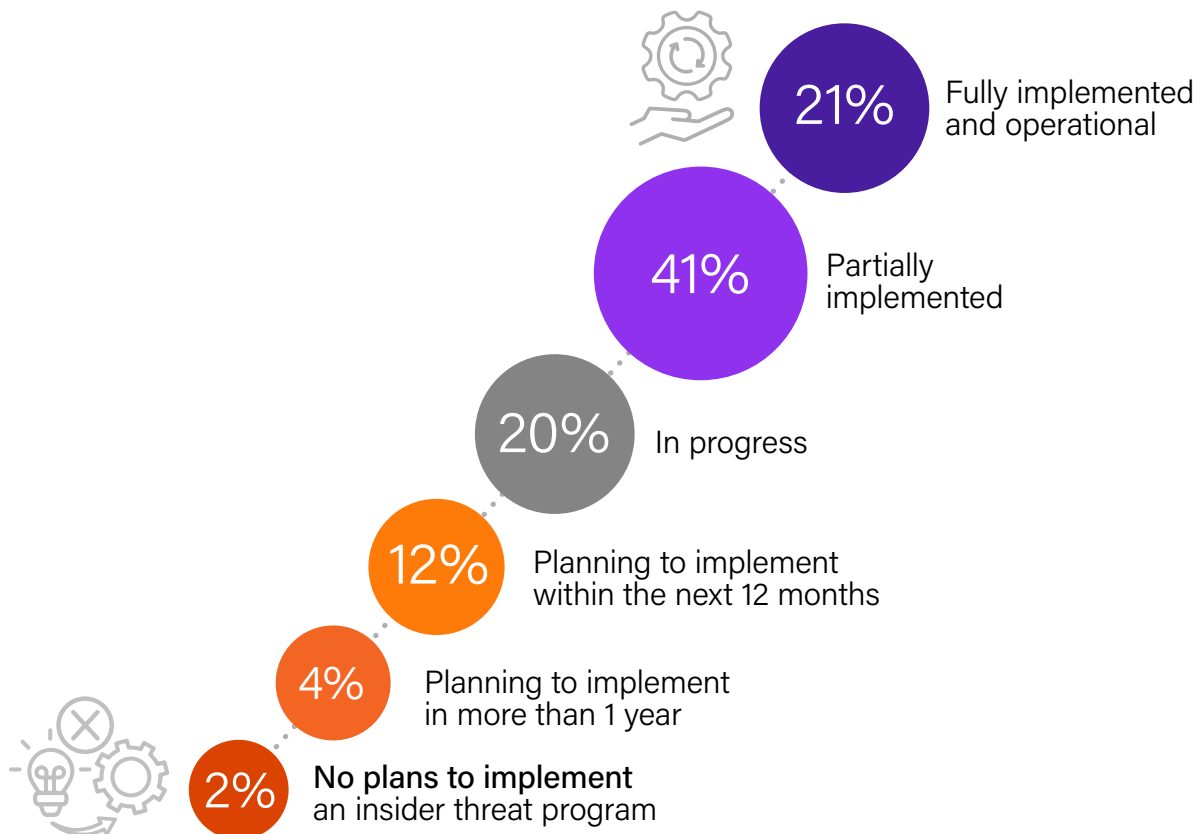 21%
Fully implemented
and operational
41%
Partially
implemented
20%
In progress
12%
Planning to implement
within the next 12 months
4%
Planning to implement
in more than 1 year
2%
No plans to implement
an insider threat program